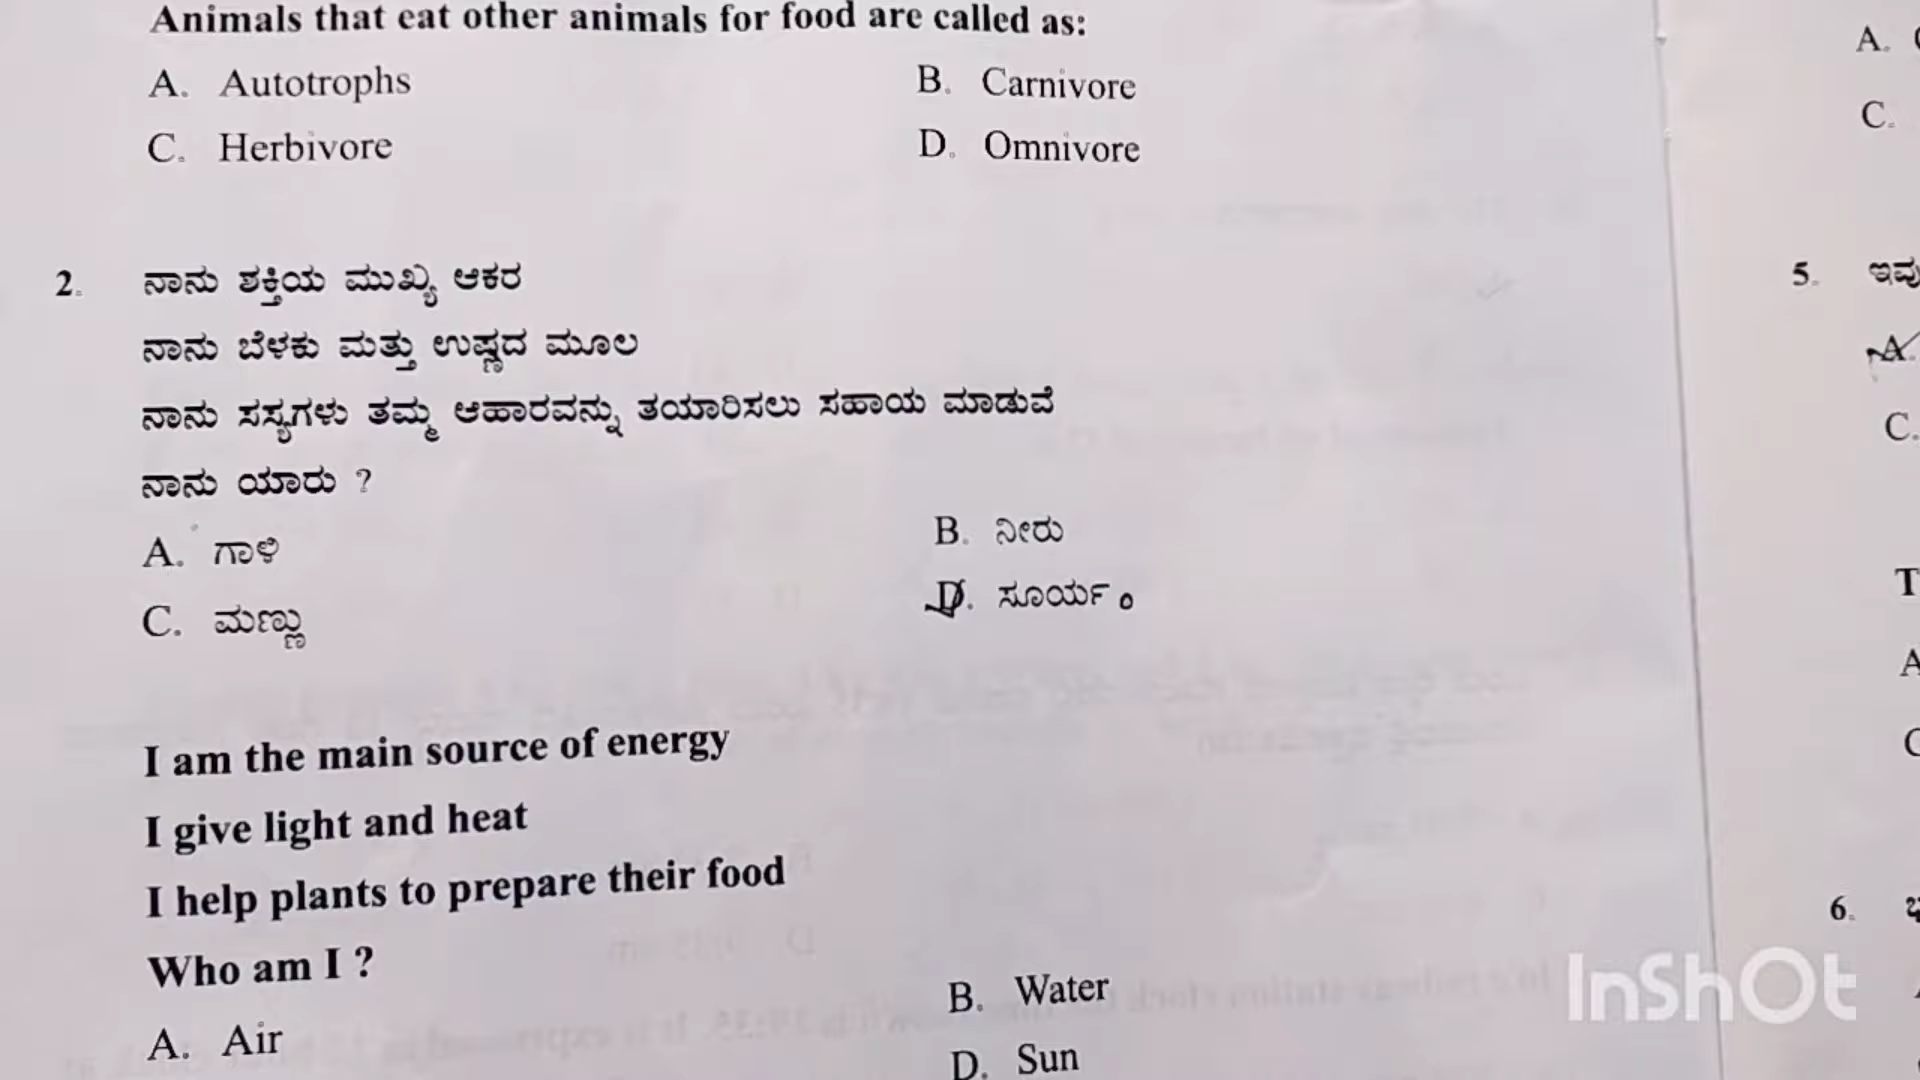 Animals that eat other animals for food are called as:
A. Autotrophs B. Carnivore
C. Herbivore D. Omnivore
2. ನಾನು ಶಕ್ತಿಯ ಮುಖ್ಯ ಆಕರ
ನಾನು ಬೆಳಕು ಮತ್ತು ಉಷ್ಣದ ಮೂಲ
ನಾನು ಸಸ್ಯಗಳು ತಮ್ಮ ಆಹಾರವನ್ನು ತಯಾರಿಸಲು ಸಹಾಯ ಮಾಡುವೆ
ನಾನು ಯಾರು ?
A. ಗಾಳಿ B. ನೀರು
C. ಮಣ್ಣು D. ಸೂರ್ಯ
I am the main source of energy
I give light and heat
I help plants to prepare their food
Who am I ?
A. Air B. Water
D. Sun
A.
C.
5.
A.
C.
6.
InShOt